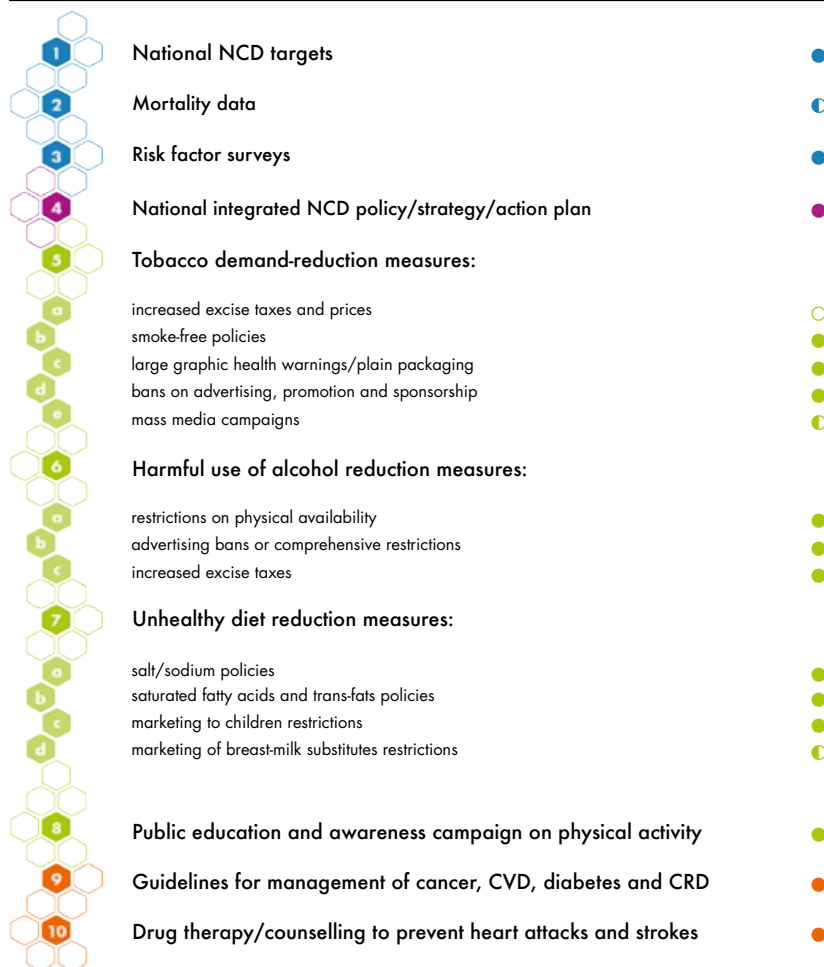 1 National NCD targets
2 Mortality data
3 Risk factor surveys
4 National integrated NCD policy/strategy/action plan
5 Tobacco demand-reduction measures:
a increased excise taxes and prices
b smoke-free policies
c large graphic health warnings/plain packaging
d bans on advertising, promotion and sponsorship
e mass media campaigns
6 Harmful use of alcohol reduction measures:
a restrictions on physical availability
b advertising bans or comprehensive restrictions
c increased excise taxes
7 Unhealthy diet reduction measures:
a salt/sodium policies
b saturated fatty acids and trans-fats policies
c marketing to children restrictions
d marketing of breast-milk substitutes restrictions
8 Public education and awareness campaign on physical activity
9 Guidelines for management of cancer, CVD, diabetes and CRD
10 Drug therapy/counselling to prevent heart attacks and strokes